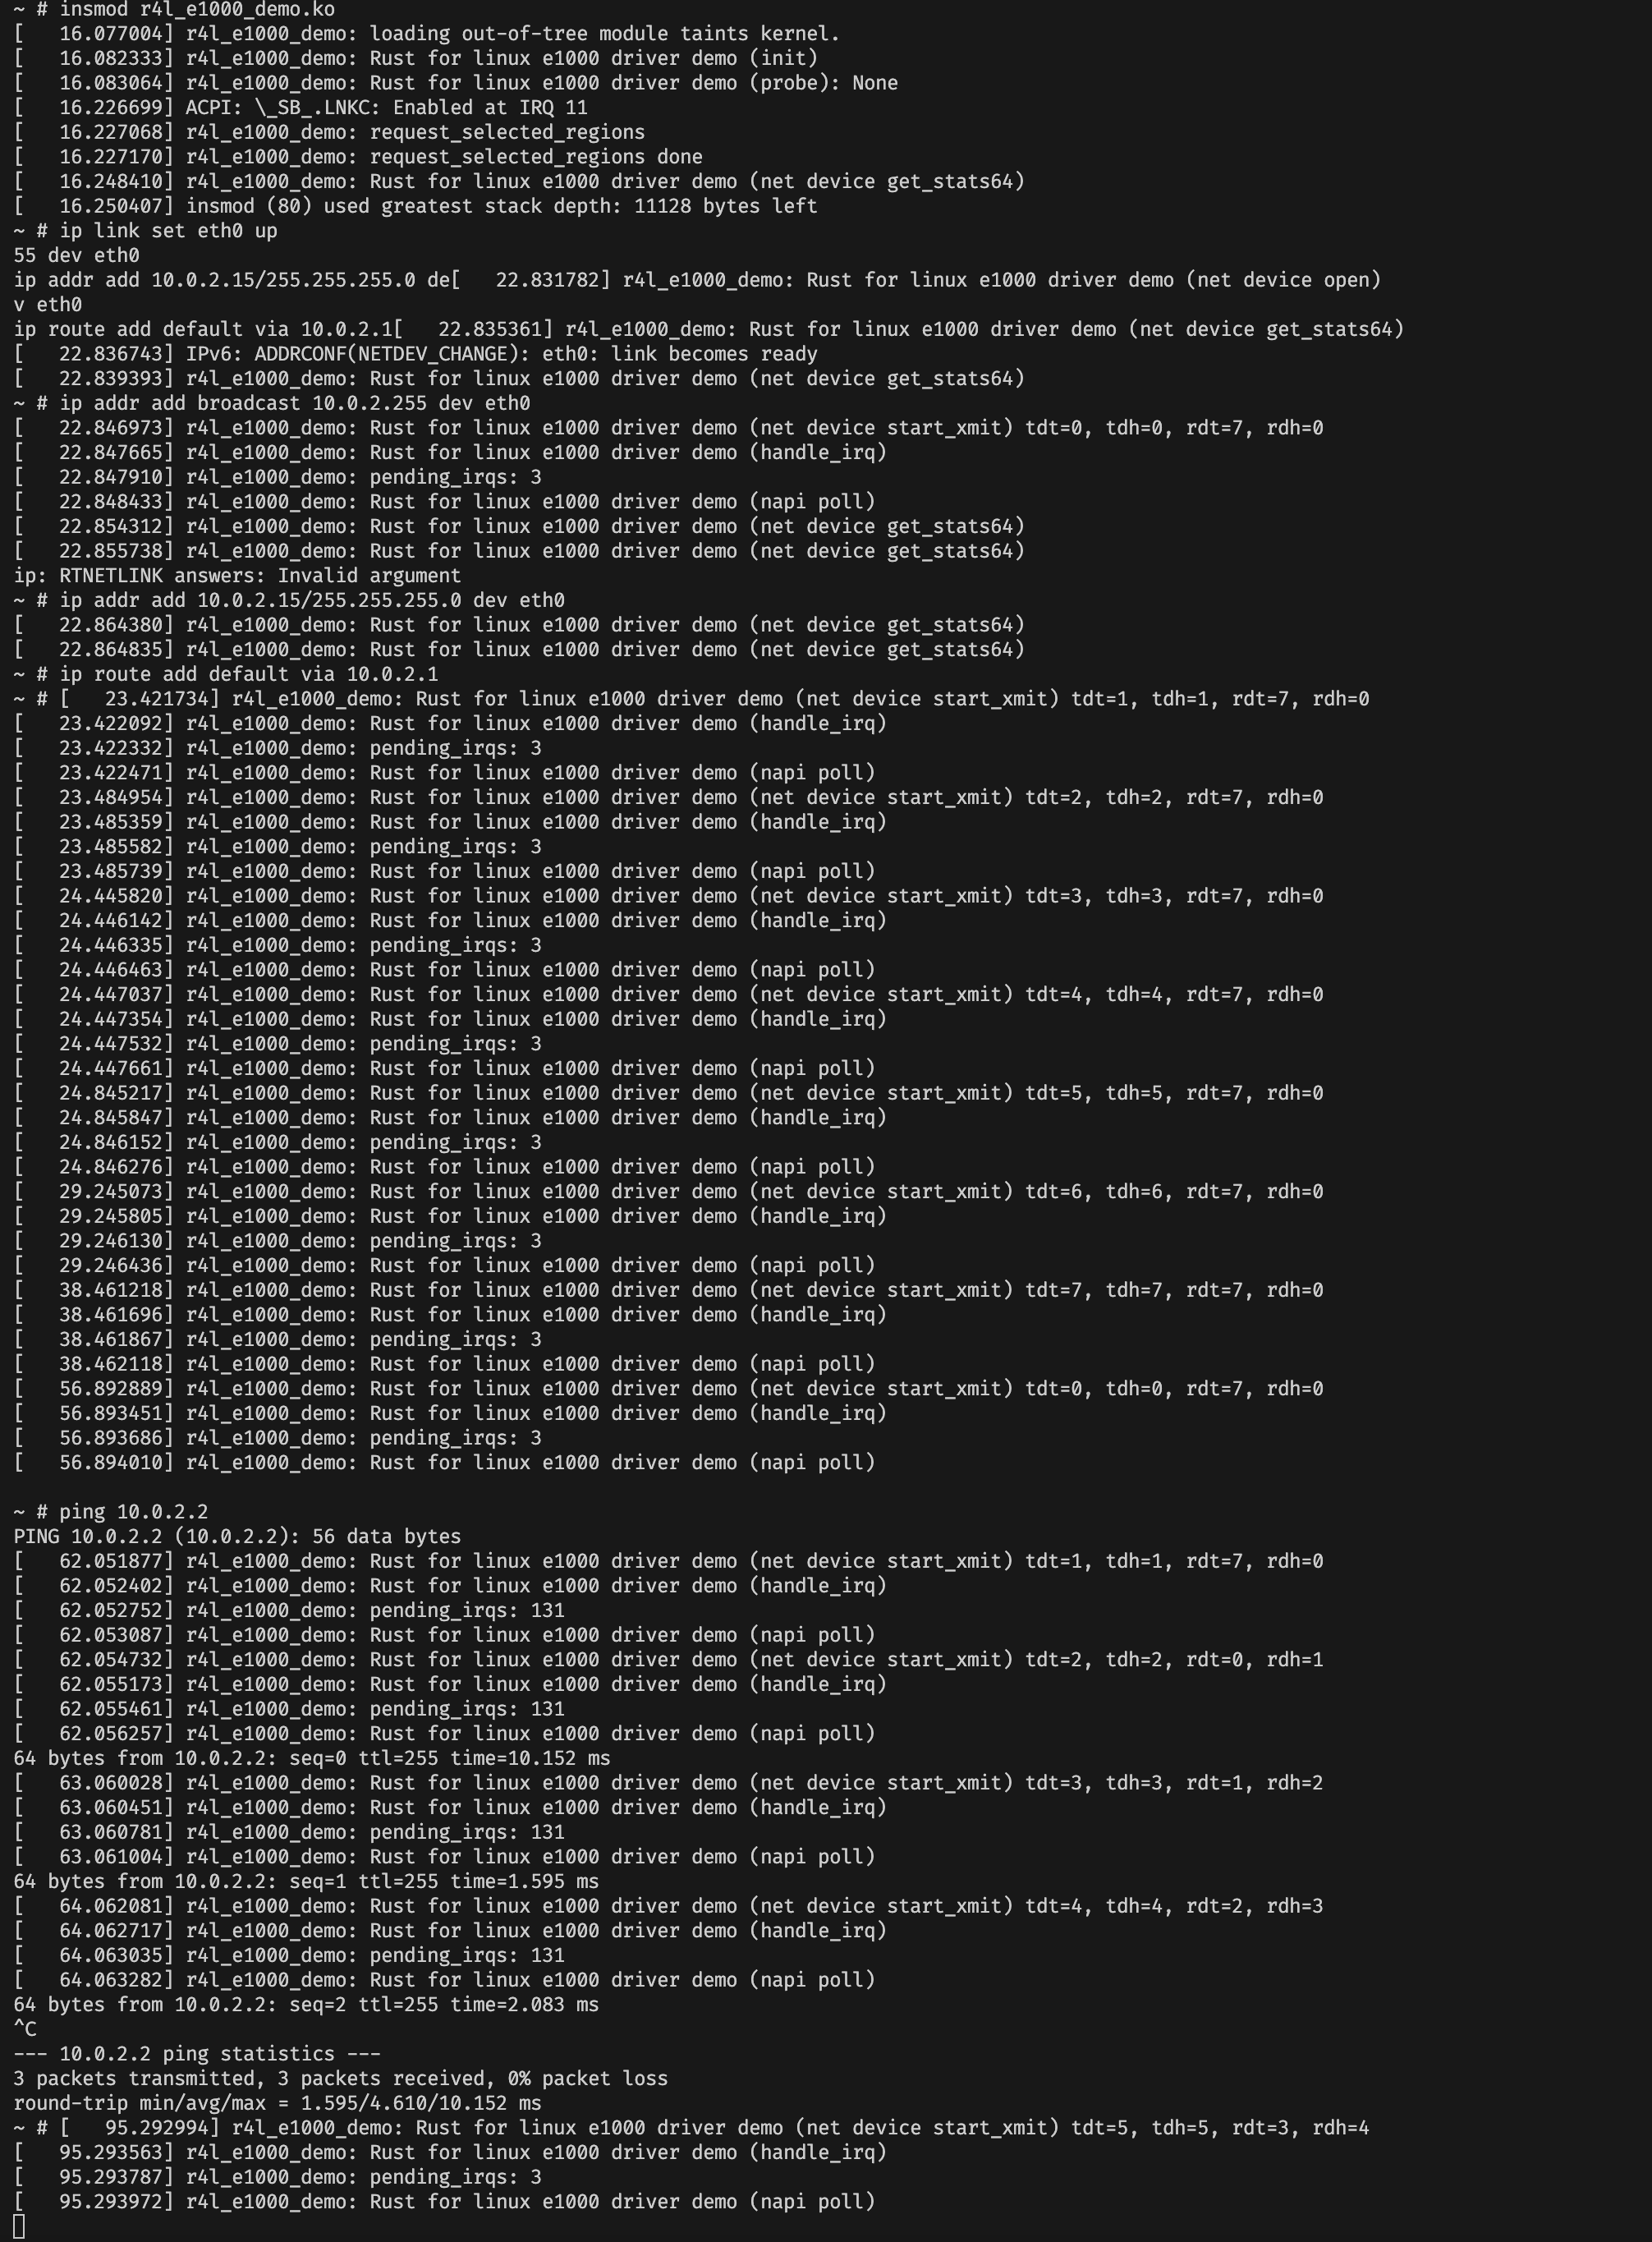 ~ # insmod r4l_e1000_demo.ko
[   16.077004] r4l_e1000_demo: loading out-of-tree module taints kernel.
[   16.082333] r4l_e1000_demo: Rust for linux e1000 driver demo (init)
[   16.083064] r4l_e1000_demo: Rust for linux e1000 driver demo (probe): None
[   16.226699] ACPI: \_SB_.LNKC: Enabled at IRQ 11
[   16.227068] r4l_e1000_demo: request_selected_regions
[   16.227170] r4l_e1000_demo: request_selected_regions done
[   16.248410] r4l_e1000_demo: Rust for linux e1000 driver demo (net device get_stats64)
[   16.250407] insmod (80) used greatest stack depth: 11128 bytes left
~ # ip link set eth0 up
55 dev eth0
ip addr add 10.0.2.15/255.255.255.0 de[   22.831782] r4l_e1000_demo: Rust for linux e1000 driver demo (net device open)
v eth0
ip route add default via 10.0.2.1[   22.835361] r4l_e1000_demo: Rust for linux e1000 driver demo (net device get_stats64)
[   22.836743] IPv6: ADDRCONF(NETDEV_CHANGE): eth0: link becomes ready
[   22.839393] r4l_e1000_demo: Rust for linux e1000 driver demo (net device get_stats64)
~ # ip addr add broadcast 10.0.2.255 dev eth0
[   22.846973] r4l_e1000_demo: Rust for linux e1000 driver demo (net device start_xmit) tdt=0, tdh=0, rdt=7, rdh=0
[   22.847665] r4l_e1000_demo: Rust for linux e1000 driver demo (handle_irq)
[   22.847910] r4l_e1000_demo: pending_irqs: 3
[   22.848433] r4l_e1000_demo: Rust for linux e1000 driver demo (napi poll)
[   22.854312] r4l_e1000_demo: Rust for linux e1000 driver demo (net device get_stats64)
[   22.855738] r4l_e1000_demo: Rust for linux e1000 driver demo (net device get_stats64)
ip: RTNETLINK answers: Invalid argument
~ # ip addr add 10.0.2.15/255.255.255.0 dev eth0
[   22.864380] r4l_e1000_demo: Rust for linux e1000 driver demo (net device get_stats64)
[   22.864835] r4l_e1000_demo: Rust for linux e1000 driver demo (net device get_stats64)
~ # ip route add default via 10.0.2.1
~ # [   23.421734] r4l_e1000_demo: Rust for linux e1000 driver demo (net device start_xmit) tdt=1, tdh=1, rdt=7, rdh=0
[   23.422092] r4l_e1000_demo: Rust for linux e1000 driver demo (handle_irq)
[   23.422332] r4l_e1000_demo: pending_irqs: 3
[   23.422471] r4l_e1000_demo: Rust for linux e1000 driver demo (napi poll)
[   23.484954] r4l_e1000_demo: Rust for linux e1000 driver demo (net device start_xmit) tdt=2, tdh=2, rdt=7, rdh=0
[   23.485359] r4l_e1000_demo: Rust for linux e1000 driver demo (handle_irq)
[   23.485582] r4l_e1000_demo: pending_irqs: 3
[   23.485739] r4l_e1000_demo: Rust for linux e1000 driver demo (napi poll)
[   24.445820] r4l_e1000_demo: Rust for linux e1000 driver demo (net device start_xmit) tdt=3, tdh=3, rdt=7, rdh=0
[   24.446142] r4l_e1000_demo: Rust for linux e1000 driver demo (handle_irq)
[   24.446335] r4l_e1000_demo: pending_irqs: 3
[   24.446463] r4l_e1000_demo: Rust for linux e1000 driver demo (napi poll)
[   24.447037] r4l_e1000_demo: Rust for linux e1000 driver demo (net device start_xmit) tdt=4, tdh=4, rdt=7, rdh=0
[   24.447354] r4l_e1000_demo: Rust for linux e1000 driver demo (handle_irq)
[   24.447532] r4l_e1000_demo: pending_irqs: 3
[   24.447661] r4l_e1000_demo: Rust for linux e1000 driver demo (napi poll)
[   24.845217] r4l_e1000_demo: Rust for linux e1000 driver demo (net device start_xmit) tdt=5, tdh=5, rdt=7, rdh=0
[   24.845847] r4l_e1000_demo: Rust for linux e1000 driver demo (handle_irq)
[   24.846152] r4l_e1000_demo: pending_irqs: 3
[   24.846276] r4l_e1000_demo: Rust for linux e1000 driver demo (napi poll)
[   29.245073] r4l_e1000_demo: Rust for linux e1000 driver demo (net device start_xmit) tdt=6, tdh=6, rdt=7, rdh=0
[   29.245805] r4l_e1000_demo: Rust for linux e1000 driver demo (handle_irq)
[   29.246130] r4l_e1000_demo: pending_irqs: 3
[   29.246436] r4l_e1000_demo: Rust for linux e1000 driver demo (napi poll)
[   38.461218] r4l_e1000_demo: Rust for linux e1000 driver demo (net device start_xmit) tdt=7, tdh=7, rdt=7, rdh=0
[   38.461696] r4l_e1000_demo: Rust for linux e1000 driver demo (handle_irq)
[   38.461867] r4l_e1000_demo: pending_irqs: 3
[   38.462118] r4l_e1000_demo: Rust for linux e1000 driver demo (napi poll)
[   56.892889] r4l_e1000_demo: Rust for linux e1000 driver demo (net device start_xmit) tdt=0, tdh=0, rdt=7, rdh=0
[   56.893451] r4l_e1000_demo: Rust for linux e1000 driver demo (handle_irq)
[   56.893686] r4l_e1000_demo: pending_irqs: 3
[   56.894010] r4l_e1000_demo: Rust for linux e1000 driver demo (napi poll)

~ # ping 10.0.2.2
PING 10.0.2.2 (10.0.2.2): 56 data bytes
[   62.051877] r4l_e1000_demo: Rust for linux e1000 driver demo (net device start_xmit) tdt=1, tdh=1, rdt=7, rdh=0
[   62.052402] r4l_e1000_demo: Rust for linux e1000 driver demo (handle_irq)
[   62.052752] r4l_e1000_demo: pending_irqs: 131
[   62.053087] r4l_e1000_demo: Rust for linux e1000 driver demo (napi poll)
[   62.054732] r4l_e1000_demo: Rust for linux e1000 driver demo (net device start_xmit) tdt=2, tdh=2, rdt=0, rdh=1
[   62.055173] r4l_e1000_demo: Rust for linux e1000 driver demo (handle_irq)
[   62.055461] r4l_e1000_demo: pending_irqs: 131
[   62.056257] r4l_e1000_demo: Rust for linux e1000 driver demo (napi poll)
64 bytes from 10.0.2.2: seq=0 ttl=255 time=10.152 ms
[   63.060028] r4l_e1000_demo: Rust for linux e1000 driver demo (net device start_xmit) tdt=3, tdh=3, rdt=1, rdh=2
[   63.060451] r4l_e1000_demo: Rust for linux e1000 driver demo (handle_irq)
[   63.060781] r4l_e1000_demo: pending_irqs: 131
[   63.061004] r4l_e1000_demo: Rust for linux e1000 driver demo (napi poll)
64 bytes from 10.0.2.2: seq=1 ttl=255 time=1.595 ms
[   64.062081] r4l_e1000_demo: Rust for linux e1000 driver demo (net device start_xmit) tdt=4, tdh=4, rdt=2, rdh=3
[   64.062717] r4l_e1000_demo: Rust for linux e1000 driver demo (handle_irq)
[   64.063035] r4l_e1000_demo: pending_irqs: 131
[   64.063282] r4l_e1000_demo: Rust for linux e1000 driver demo (napi poll)
64 bytes from 10.0.2.2: seq=2 ttl=255 time=2.083 ms
^C
--- 10.0.2.2 ping statistics ---
3 packets transmitted, 3 packets received, 0% packet loss
round-trip min/avg/max = 1.595/4.610/10.152 ms
~ # [   95.292994] r4l_e1000_demo: Rust for linux e1000 driver demo (net device start_xmit) tdt=5, tdh=5, rdt=3, rdh=4
[   95.293563] r4l_e1000_demo: Rust for linux e1000 driver demo (handle_irq)
[   95.293787] r4l_e1000_demo: pending_irqs: 3
[   95.293972] r4l_e1000_demo: Rust for linux e1000 driver demo (napi poll)